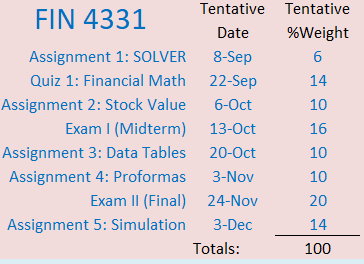 FIN 4331 Tentative Date Tentative %Weight
Assignment 1: SOLVER 8-Sep 6
Quiz 1: Financial Math 22-Sep 14
Assignment 2: Stock Value 6-Oct 10
Exam I (Midterm) 13-Oct 16
Assignment 3: Data Tables 20-Oct 10
Assignment 4: Proformas 3-Nov 10
Exam II (Final) 24-Nov 20
Assignment 5: Simulation 3-Dec 14
Totals: 100